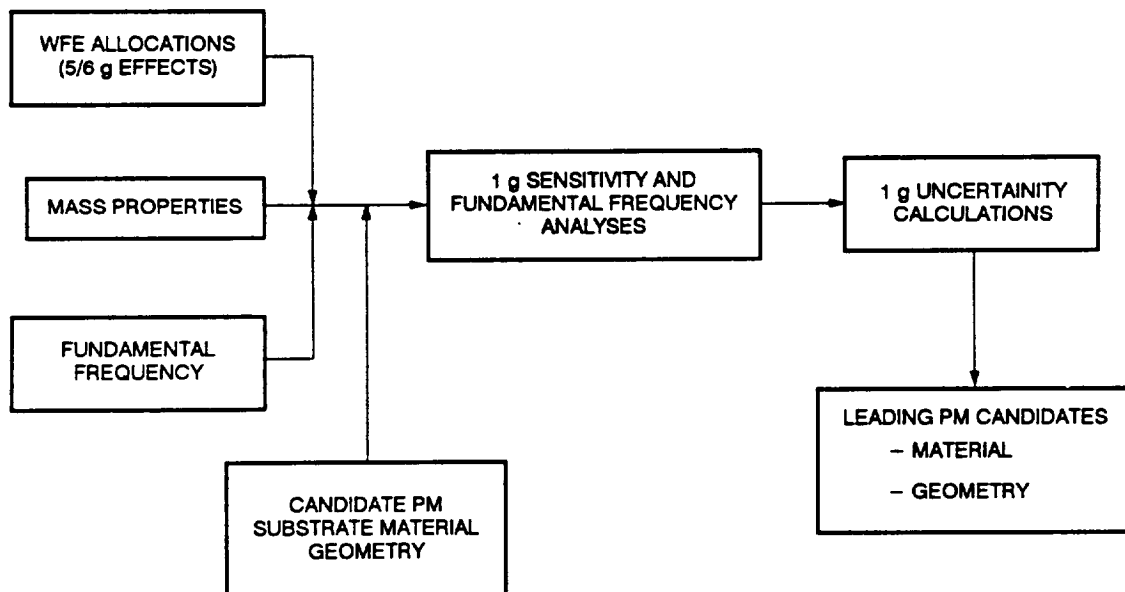 WFE ALLOCATIONS
(5/6 g EFFECTS)
MASS PROPERTIES
FUNDAMENTAL
FREQUENCY
CANDIDATE PM
SUBSTRATE MATERIAL
GEOMETRY
1 g SENSITIVITY AND
FUNDAMENTAL FREQUENCY
ANALYSES
1 g UNCERTAINITY
CALCULATIONS
LEADING PM CANDIDATES
– MATERIAL
– GEOMETRY